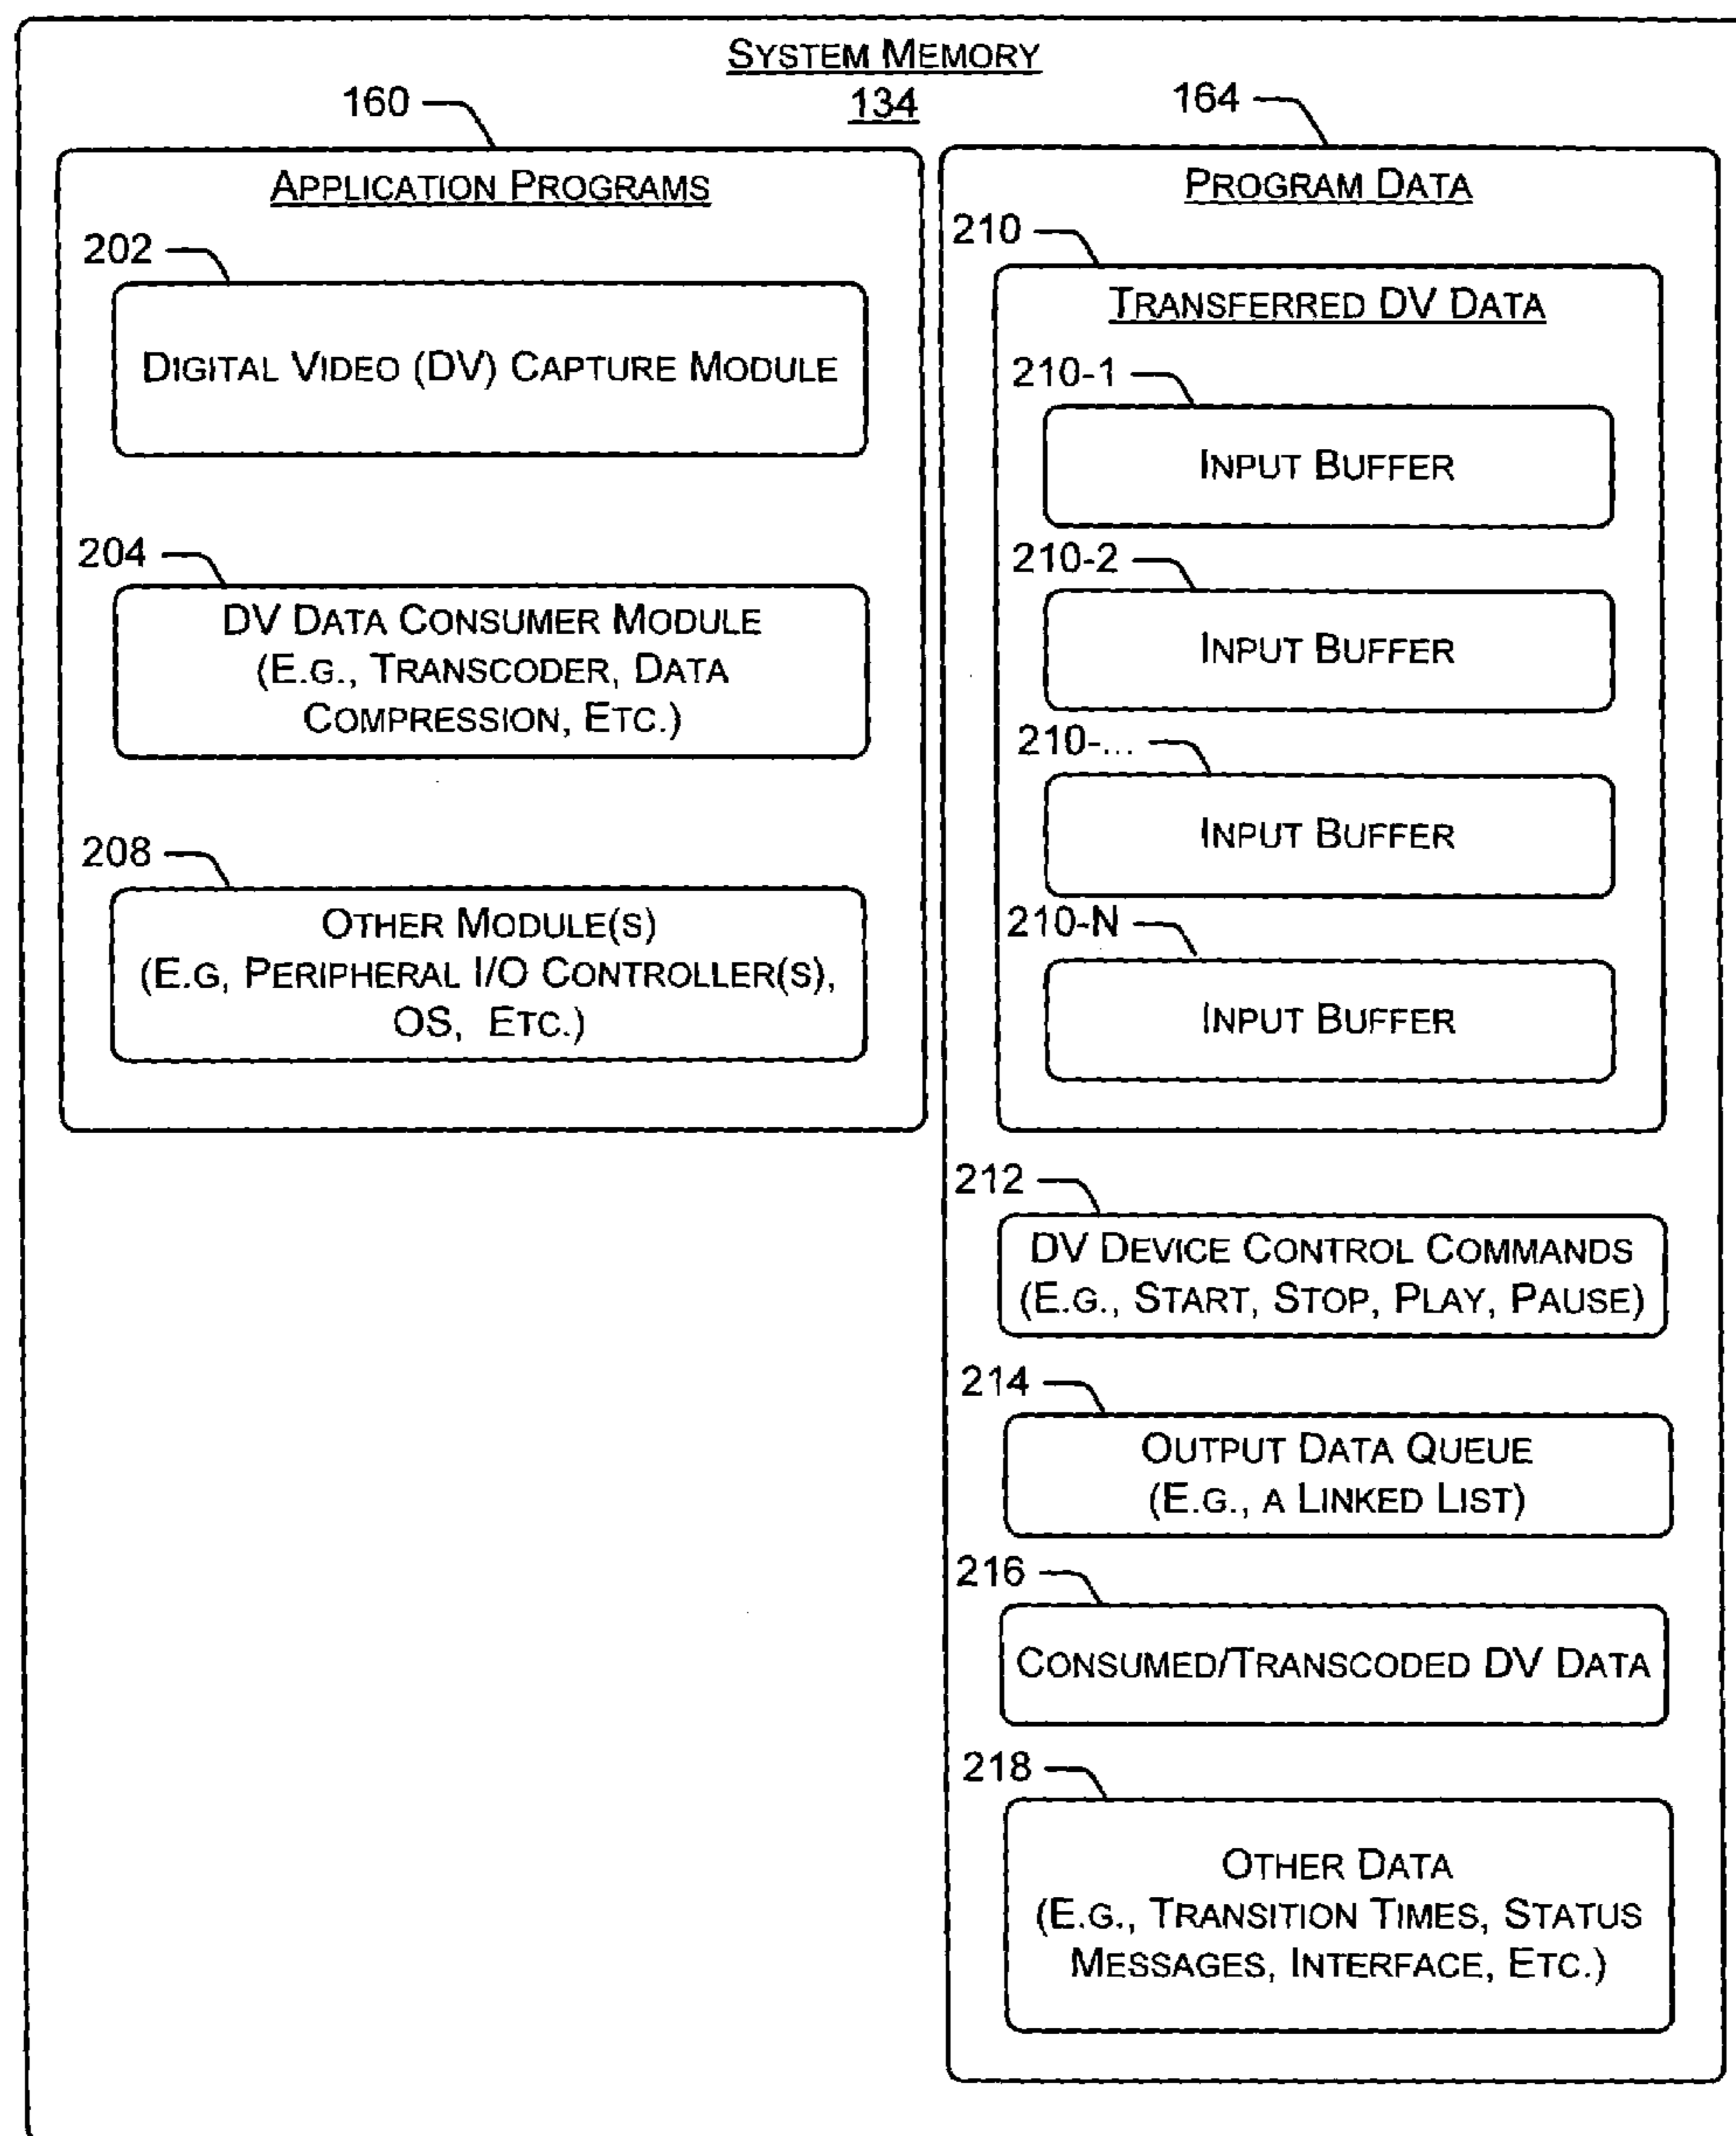 SYSTEM MEMORY
134
160
164
APPLICATION PROGRAMS
202
DIGITAL VIDEO (DV) CAPTURE MODULE
204
DV DATA CONSUMER MODULE
(E.G., TRANSCODER, DATA
COMPRESSION, ETC.)
208
OTHER MODULE(S)
(E.G, PERIPHERAL I/O CONTROLLER(S),
OS, ETC.)
PROGRAM DATA
210
TRANSFERRED DV DATA
210-1
INPUT BUFFER
210-2
INPUT BUFFER
210-...
INPUT BUFFER
210-N
INPUT BUFFER
212
DV DEVICE CONTROL COMMANDS
(E.G., START, STOP, PLAY, PAUSE)
214
OUTPUT DATA QUEUE
(E.G., A LINKED LIST)
216
CONSUMED/TRANSCODED DV DATA
218
OTHER DATA
(E.G., TRANSITION TIMES, STATUS
MESSAGES, INTERFACE, ETC.)